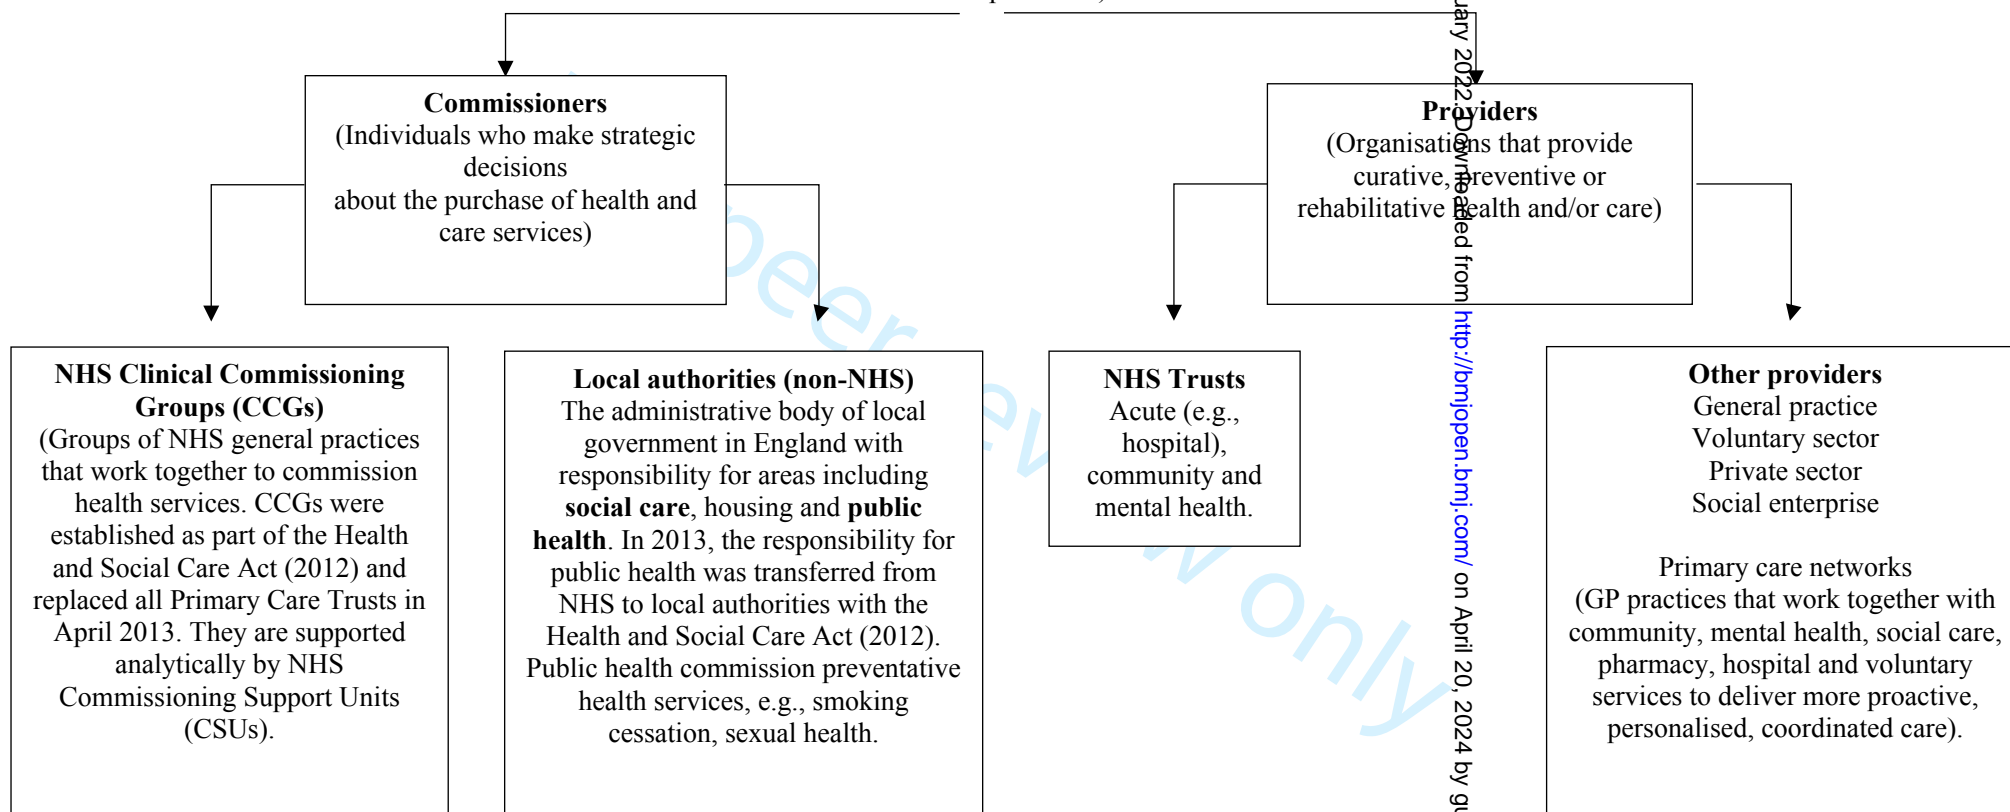 Commissioners
(Individuals who make strategic
decisions
about the purchase of health and
care services)
Providers
(Organisations that provide
curative, preventive or
rehabilitative health and/or care)
NHS Clinical Commissioning
Groups (CCGs)
(Groups of NHS general practices
that work together to commission
health services. CCGs were
established as part of the Health
and Social Care Act (2012) and
replaced all Primary Care Trusts in
April 2013. They are supported
analytically by NHS
Commissioning Support Units
(CSUs).
Local authorities (non-NHS)
The administrative body of local
government in England with
responsibility for areas including
social care, housing and public
health. In 2013, the responsibility for
public health was transferred from
NHS to local authorities with the
Health and Social Care Act (2012).
Public health commission preventative
health services, e.g., smoking
cessation, sexual health.
NHS Trusts
Acute (e.g.,
hospital),
community and
mental health.
Other providers
General practice
Voluntary sector
Private sector
Social enterprise
Primary care networks
(GP practices that work together with
community, mental health, social care,
pharmacy, hospital and voluntary
services to deliver more proactive,
personalised, coordinated care).
2022. Downloaded from http://bmjopen.bmj.com/ on April 20, 2024 by
peer
only